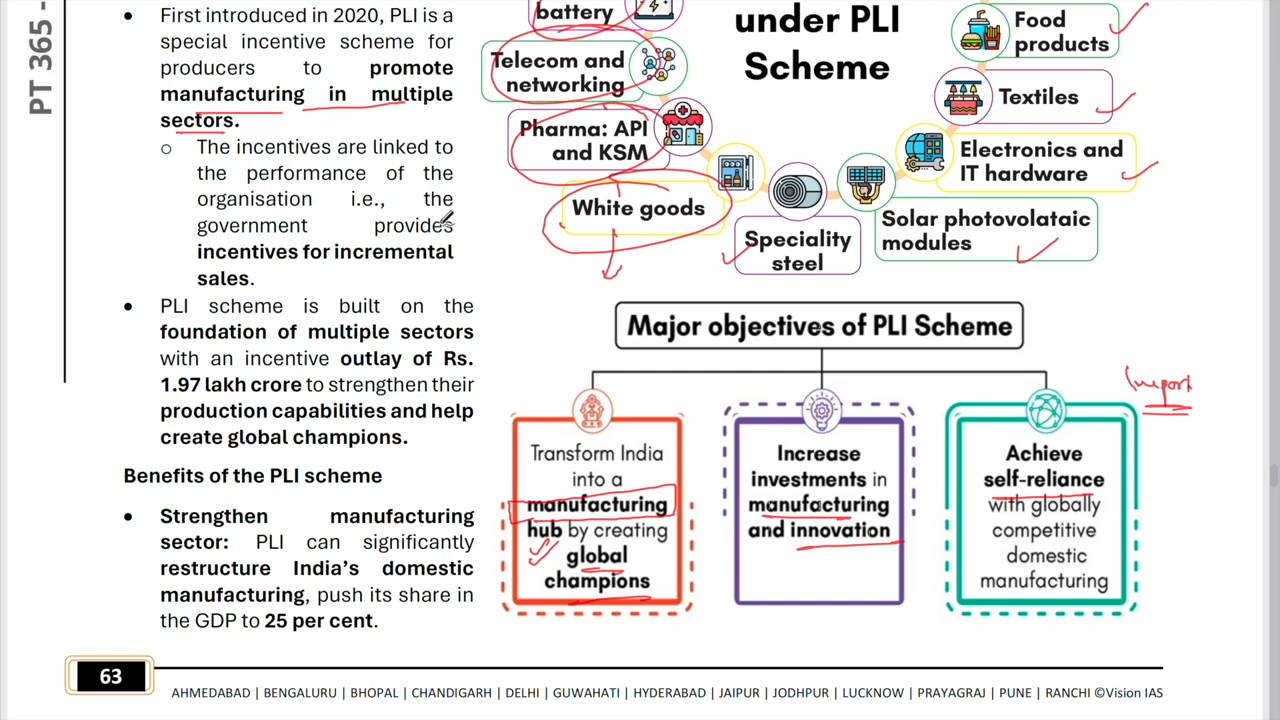 PT 365 -
First introduced in 2020, PLI is a
special incentive scheme for
producers to promote
manufacturing in multiple
sectors.
The incentives are linked to
the performance of the
organisation i.e., the
government provides
incentives for incremental
sales.
PLI scheme is built on the
foundation of multiple sectors
with an incentive outlay of Rs.
1.97 lakh crore to strengthen their
production capabilities and help
create global champions.
Benefits of the PLI scheme
Strengthen manufacturing
sector: PLI can significantly
restructure India's domestic
manufacturing, push its share in
the GDP to 25 per cent.
battery
Telecom and
networking
Pharma: API
and KSM
White goods
Speciality
steel
under PLI
Scheme
Food
products
Textiles
Electronics and
IT hardware
Solar photovolataic
modules
Major objectives of PLI Scheme
Transform India
into a
manufacturing
hub by creating
global
champions
Increase
investments in
manufacturing
and innovation
Achieve
self-reliance
with globally
competitive
domestic
manufacturing
Import
63
AHMEDABAD | BENGALURU | BHOPAL | CHANDIGARH | DELHI | GUWAHATI | HYDERABAD | JAIPUR | JODHPUR | LUCKNOW | PRAYAGRAJ | PUNE | RANCHI ©Vision IAS